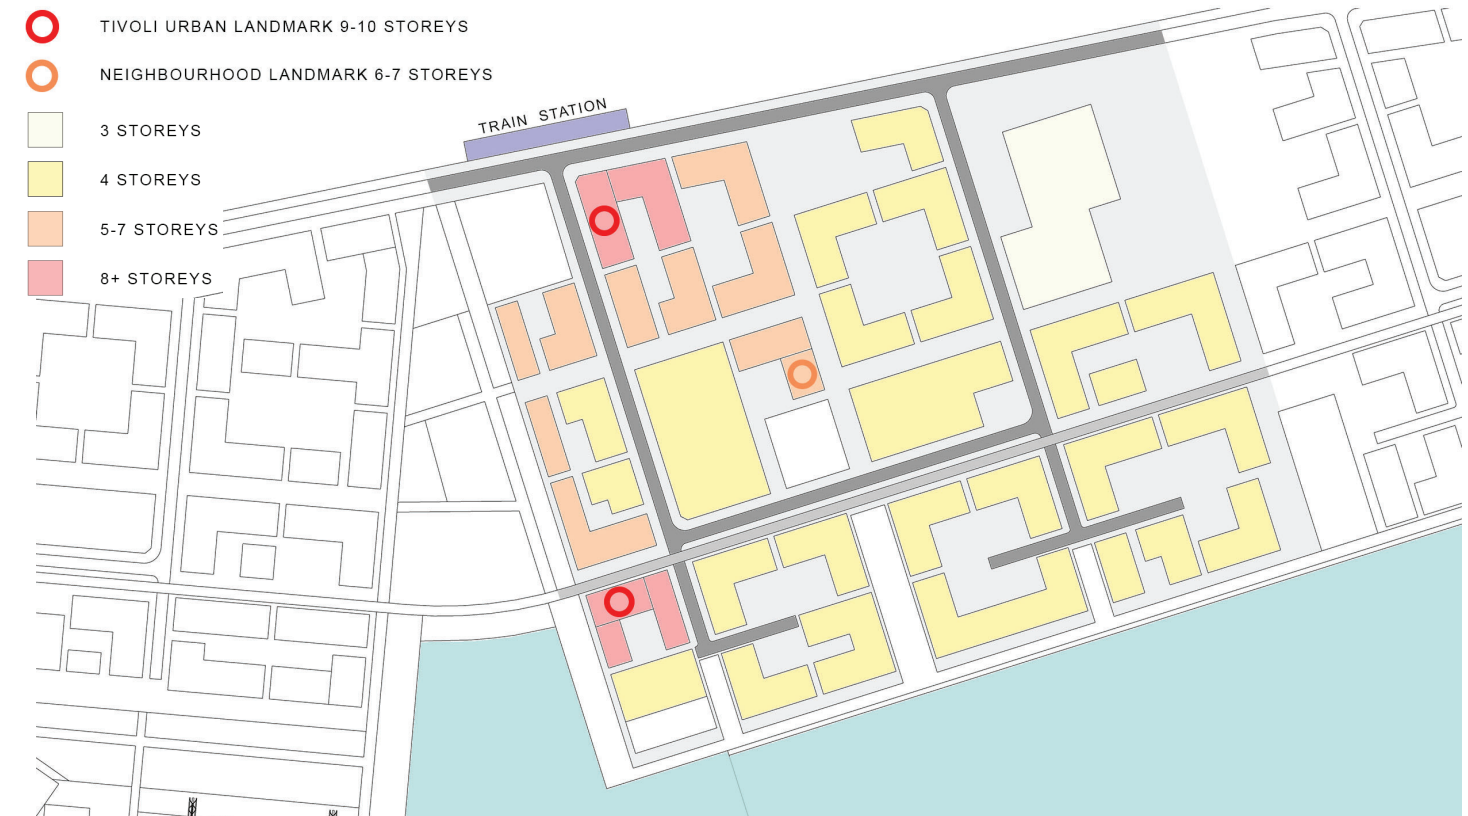 TIVOLI URBAN LANDMARK 9-10 STOREYS
NEIGHBOURHOOD LANDMARK 6-7 STOREYS
3 STOREYS
4 STOREYS
5-7 STOREYS
8+ STOREYS
TRAIN STATION